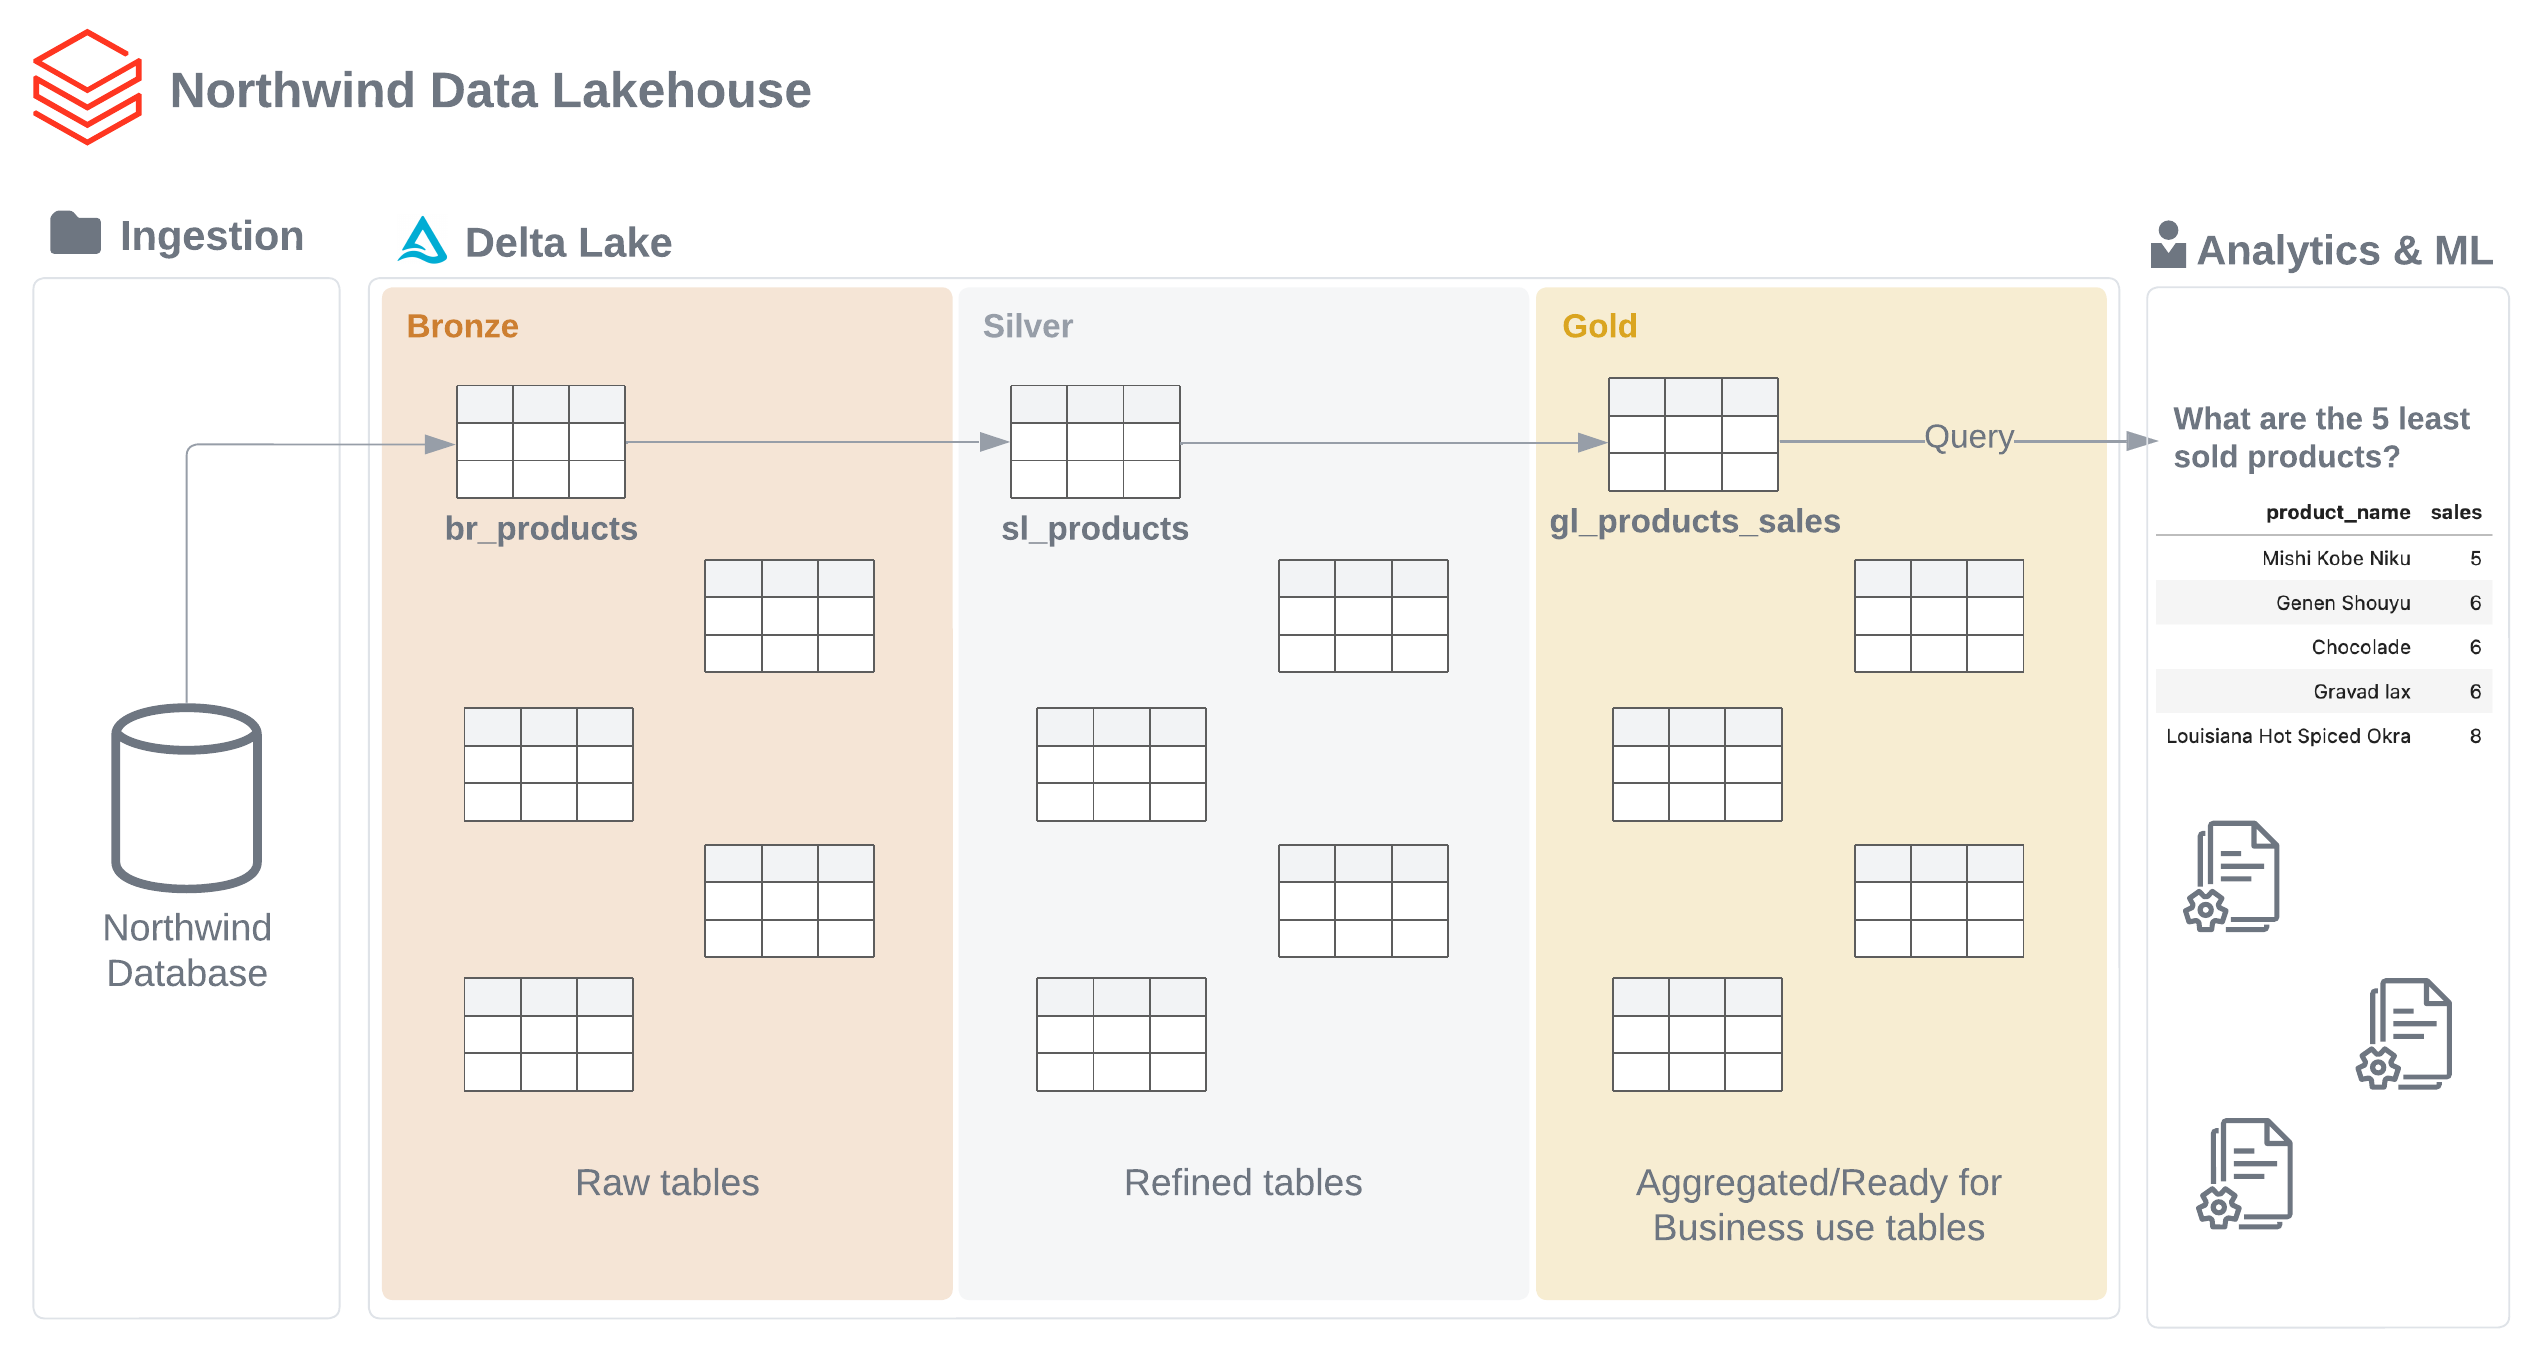 Northwind Data Lakehouse
Ingestion
Delta Lake
Analytics & ML
Bronze
Silver
Gold
br_products
sl_products
gl_products_sales
Query
What are the 5 least
sold products?
product_name sales
Mishi Kobe Niku 5
Genen Shouyu 6
Chocolade 6
Gravad lax 6
Louisiana Hot Spiced Okra 8
Northwind
Database
Raw tables
Refined tables
Aggregated/Ready for
Business use tables